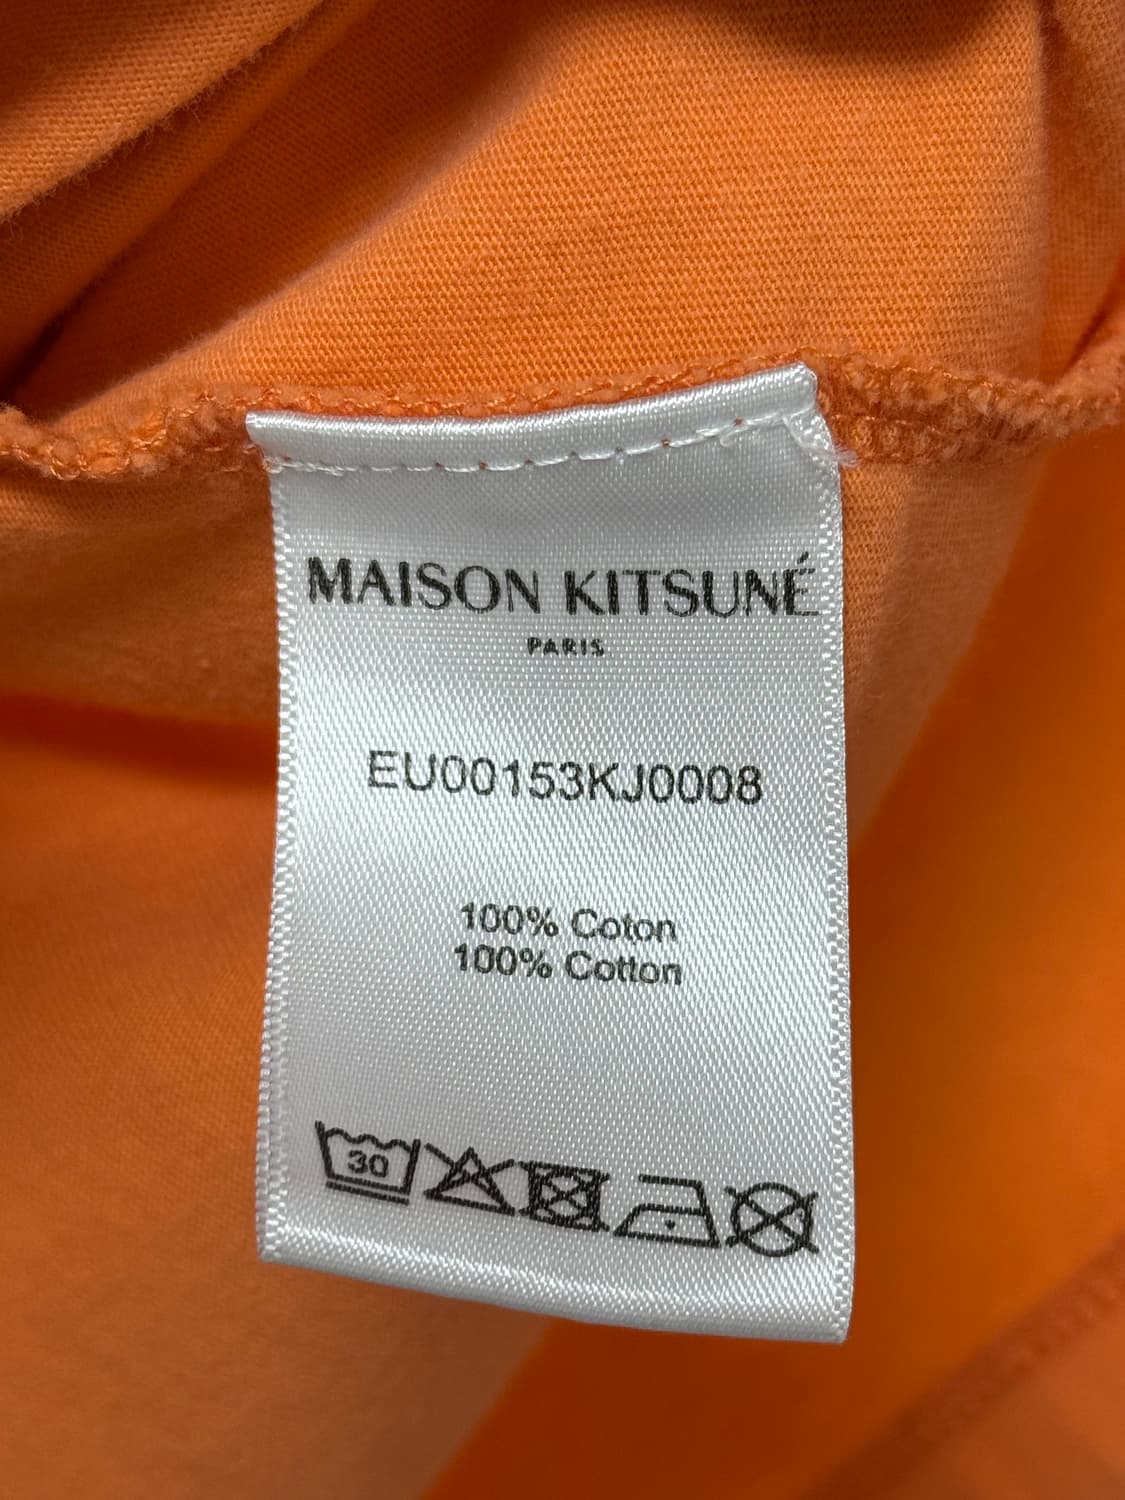 MAISON KITSUNÉ
PARIS
EU00153KJ0008
100% Coton
100% Cotton
30